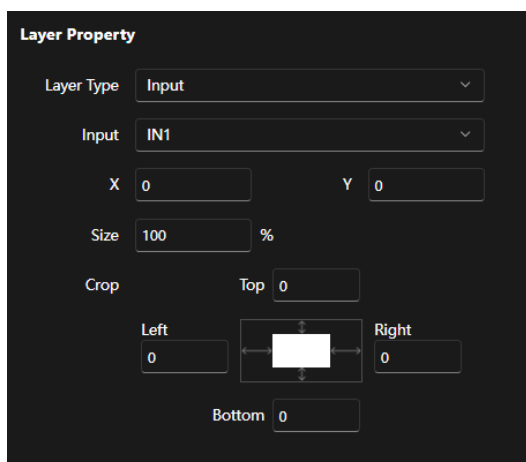 Layer Property
Layer Type Input
Input IN1
X 0 Y 0
Size 100 %
Crop Top 0
Left Right
0 0
Bottom 0